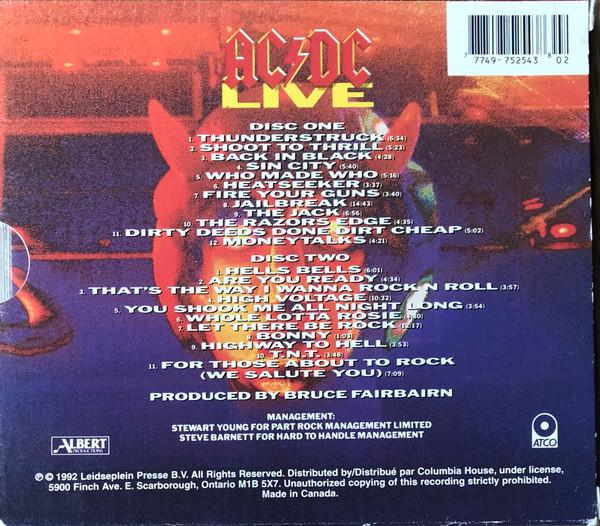 AC/DC
LIVE
7 7749-752543 8 02
DISC ONE
1. THUNDERSTRUCK (6:34)
2. SHOOT TO THRILL (5:23)
3. BACK IN BLACK (4:28)
4. SIN CITY (5:40)
5. WHO MADE WHO (5:16)
6. HEATSEEKER (3:37)
7. FIRE YOUR GUNS (3:40)
8. JAILBREAK (14:43)
9. THE JACK (6:56)
10. THE RAZORS EDGE (4:35)
11. DIRTY DEEDS DONE DIRT CHEAP (5:02)
12. MONEYTALKS (4:21)
DISC TWO
1. HELLS BELLS (6:01)
2. ARE YOU READY (4:34)
3. THAT'S THE WAY I WANNA ROCK N ROLL (3:57)
4. HIGH VOLTAGE (10:32)
5. YOU SHOOK ME ALL NIGHT LONG (3:54)
6. WHOLE LOTTA ROSIE
7. LET THERE BE ROCK
8. BONNY (1:03)
9. HIGHWAY TO HELL (3:53)
10. T.N.T. (3:48)
11. FOR THOSE ABOUT TO ROCK
(WE SALUTE YOU) (7:09)
PRODUCED BY BRUCE FAIRBAIRN
MANAGEMENT:
STEWART YOUNG FOR PART ROCK MANAGEMENT LIMITED
STEVE BARNETT FOR HARD TO HANDLE MANAGEMENT
ALBERT
PRODUCTIONS
ATCO
℗ © 1992 Leidseplein Presse B.V. All Rights Reserved. Distributed by/Distribué par Columbia House, under license,
5900 Finch Ave. E. Scarborough, Ontario M1B 5X7. Unauthorized copying of this recording strictly prohibited.
Made in Canada.